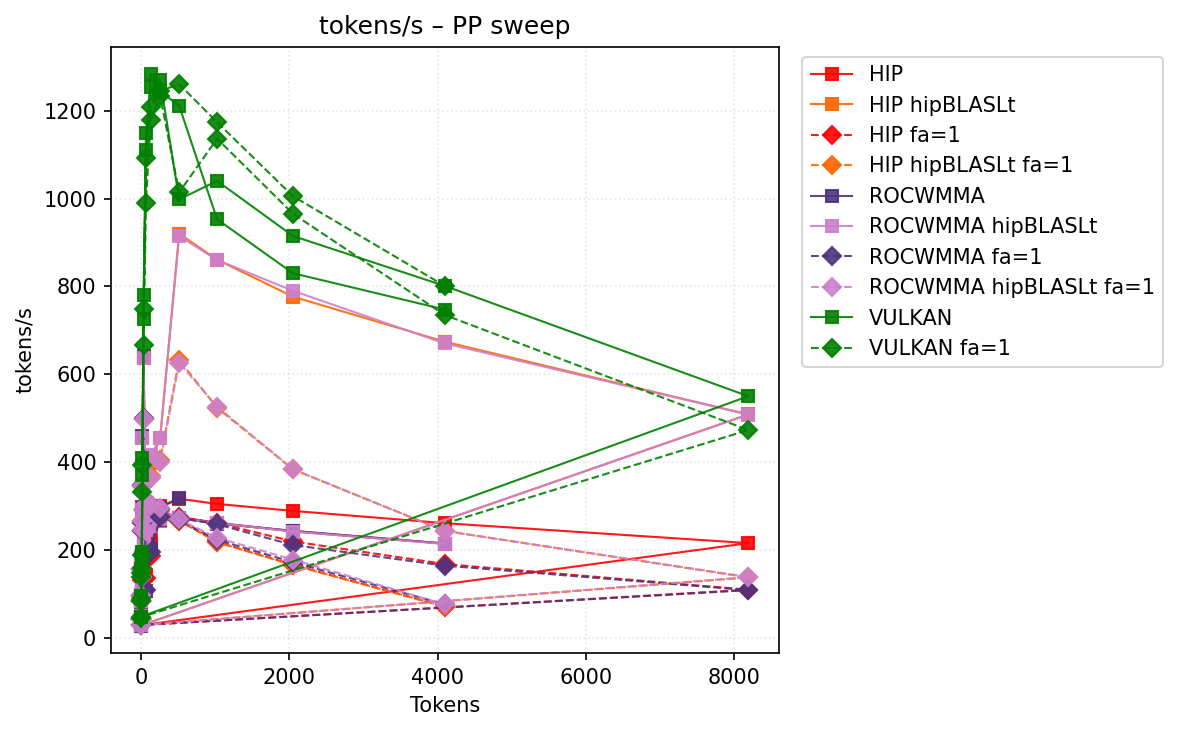 tokens/s – PP sweep
1200
1000
800
600
400
200
0
tokens/s
0 2000 4000 6000 8000
Tokens
HIP
HIP hipBLASLt
HIP fa=1
HIP hipBLASLt fa=1
ROCWMMA
ROCWMMA hipBLASLt
ROCWMMA fa=1
ROCWMMA hipBLASLt fa=1
VULKAN
VULKAN fa=1